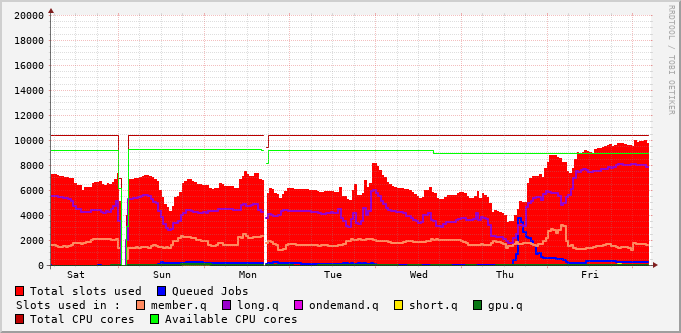 20000
18000
16000
14000
12000
10000
8000
6000
4000
2000
0
Sat Sun Mon Tue Wed Thu Fri
Total slots used Queued Jobs
Slots used in : member.q long.q ondemand.q short.q gpu.q
Total CPU cores Available CPU cores
RRDTOOL / TOBI OETIKER